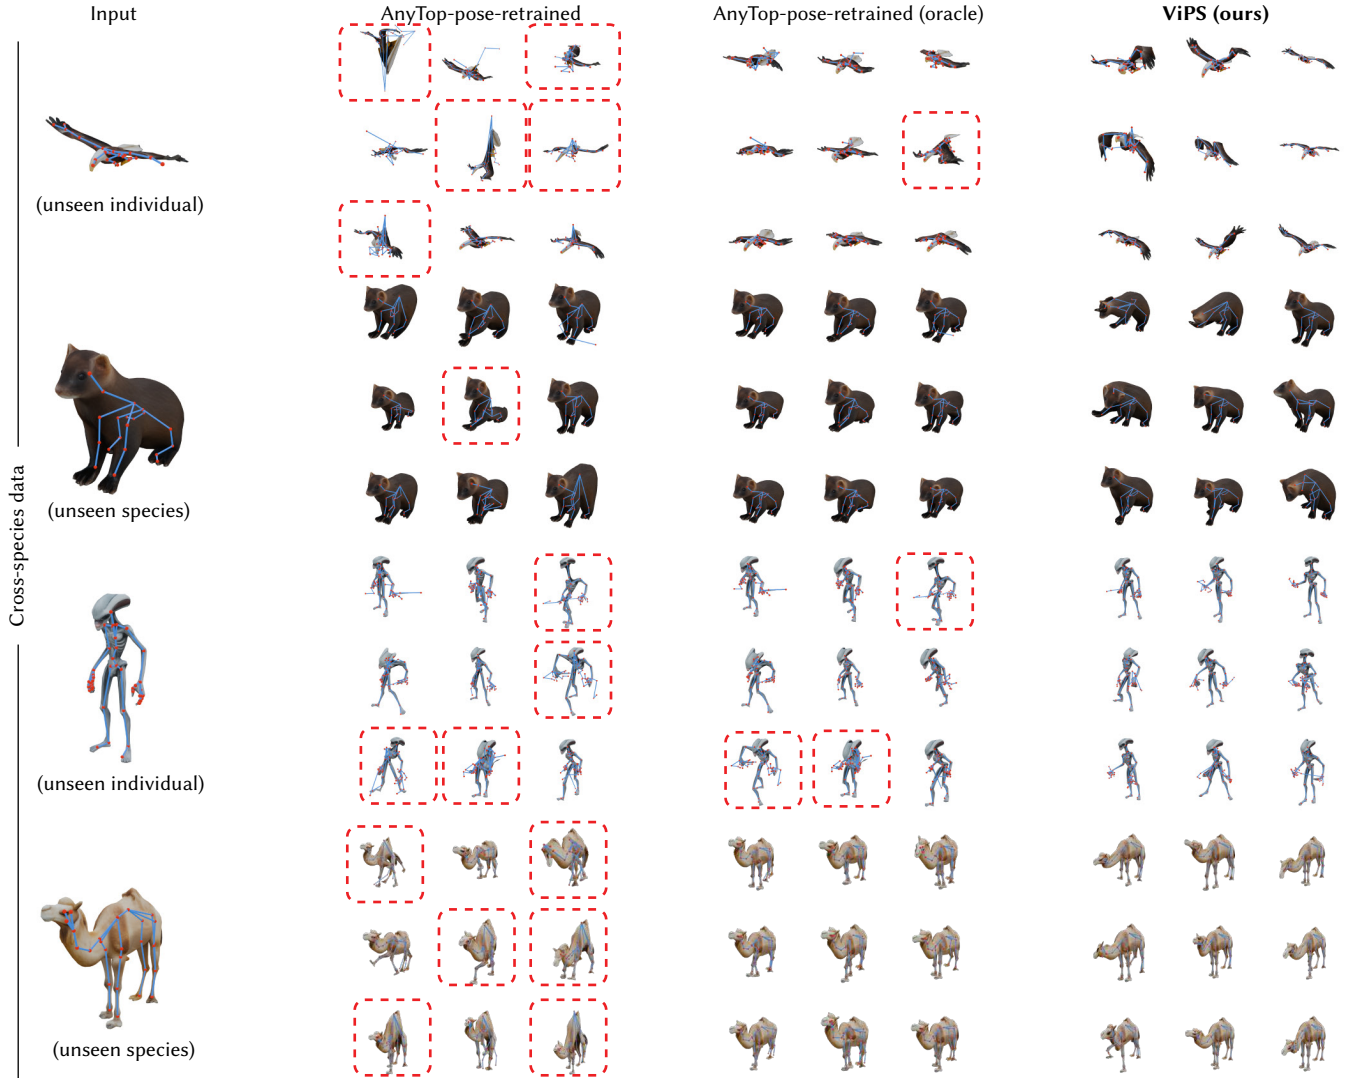 Input
AnyTop-pose-retrained
AnyTop-pose-retrained (oracle)
ViPS (ours)
Cross-species data
(unseen individual)
(unseen species)
(unseen individual)
(unseen species)